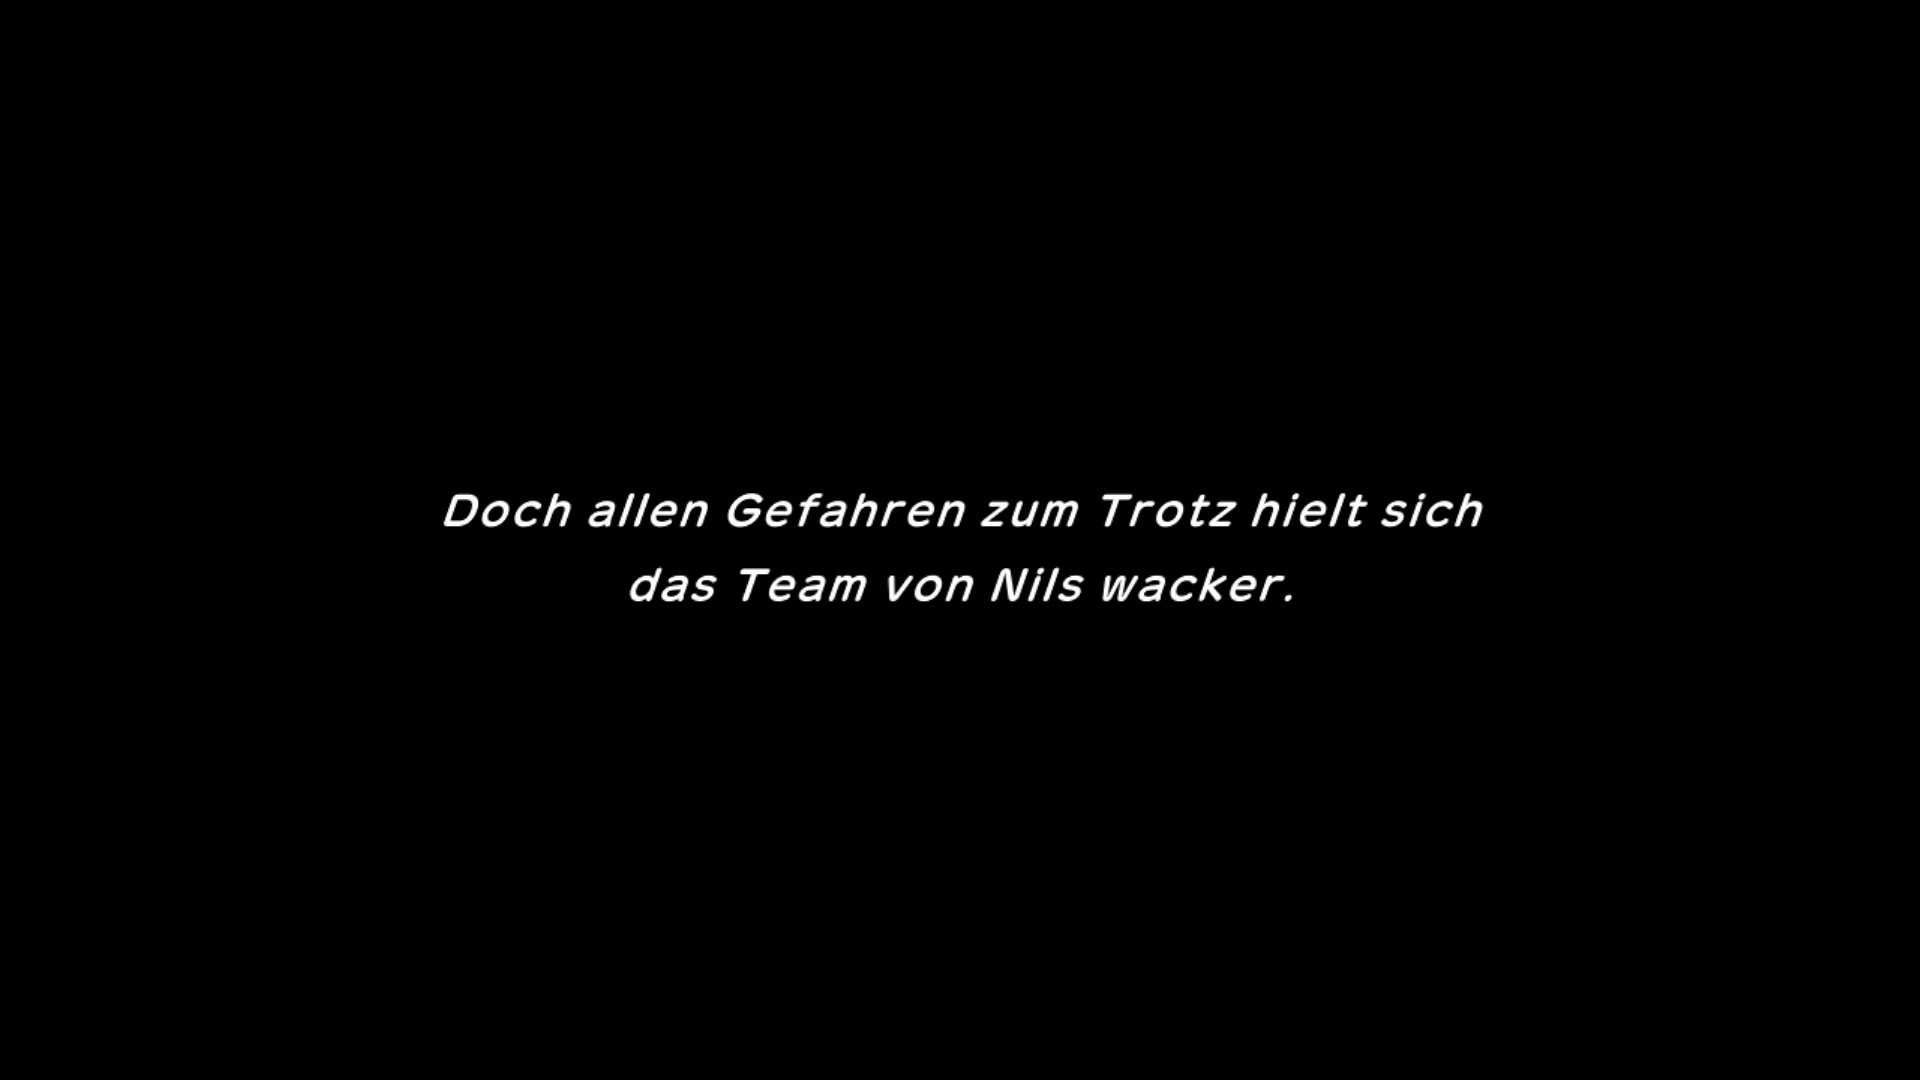 Doch allen Gefahren zum Trotz hielt sich
das Team von Nils wacker.